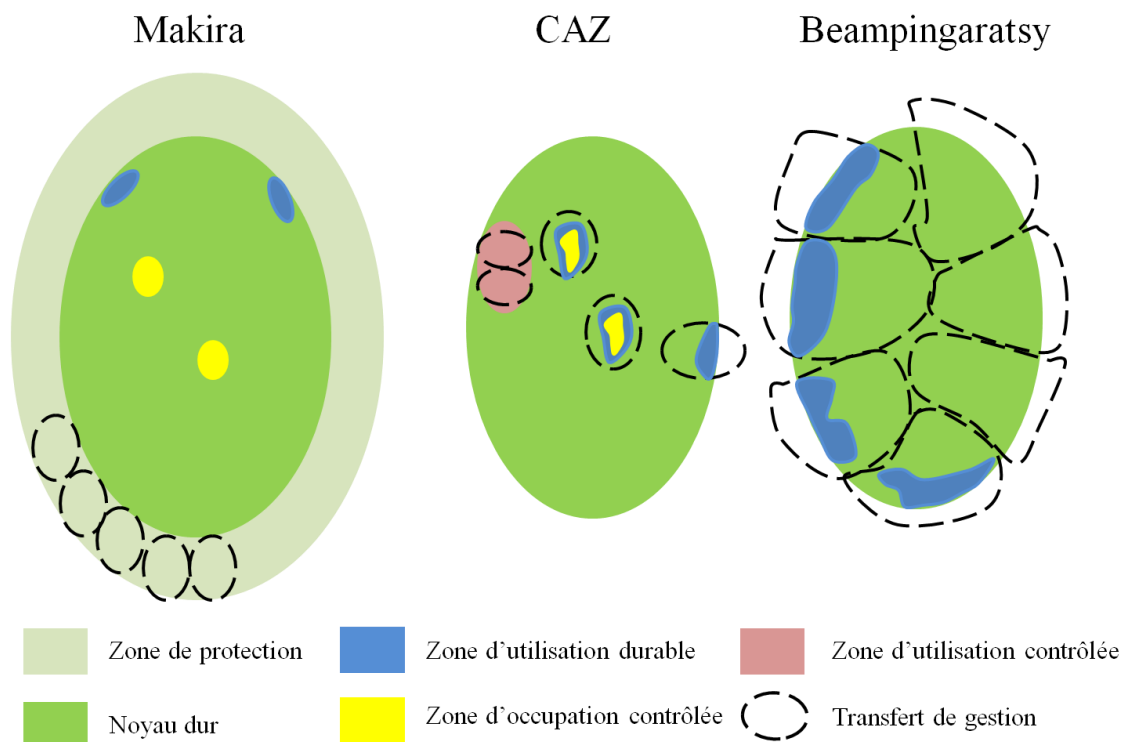 Makira
CAZ
Beampingaratsy
Zone de protection
Zone d'utilisation durable
Zone d'utilisation contrôlée
Noyau dur
Zone d'occupation contrôlée
Transfert de gestion